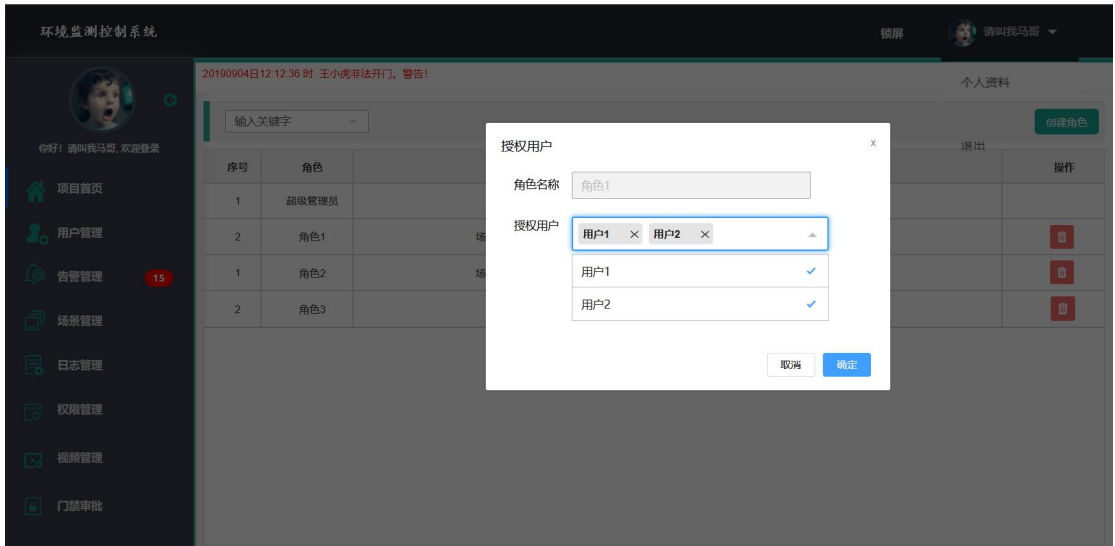 环境监测控制系统
锁屏
请叫我马哥
20190904日12:12:36 时 王小虎非法开门。警告!
个人资料
输入关键字
创建角色
你好! 请叫我马哥, 欢迎登录
退出
授权用户
x
序号 角色 操作
角色名称 角色1
项目首页
1 超级管理员
授权用户 用户1 × 用户2 ×
用户管理
2 角色1 场
用户1
告警管理 15
1 角色2 场
用户2
2 角色3
场景管理
日志管理
取消 确定
权限管理
视频管理
门禁审批